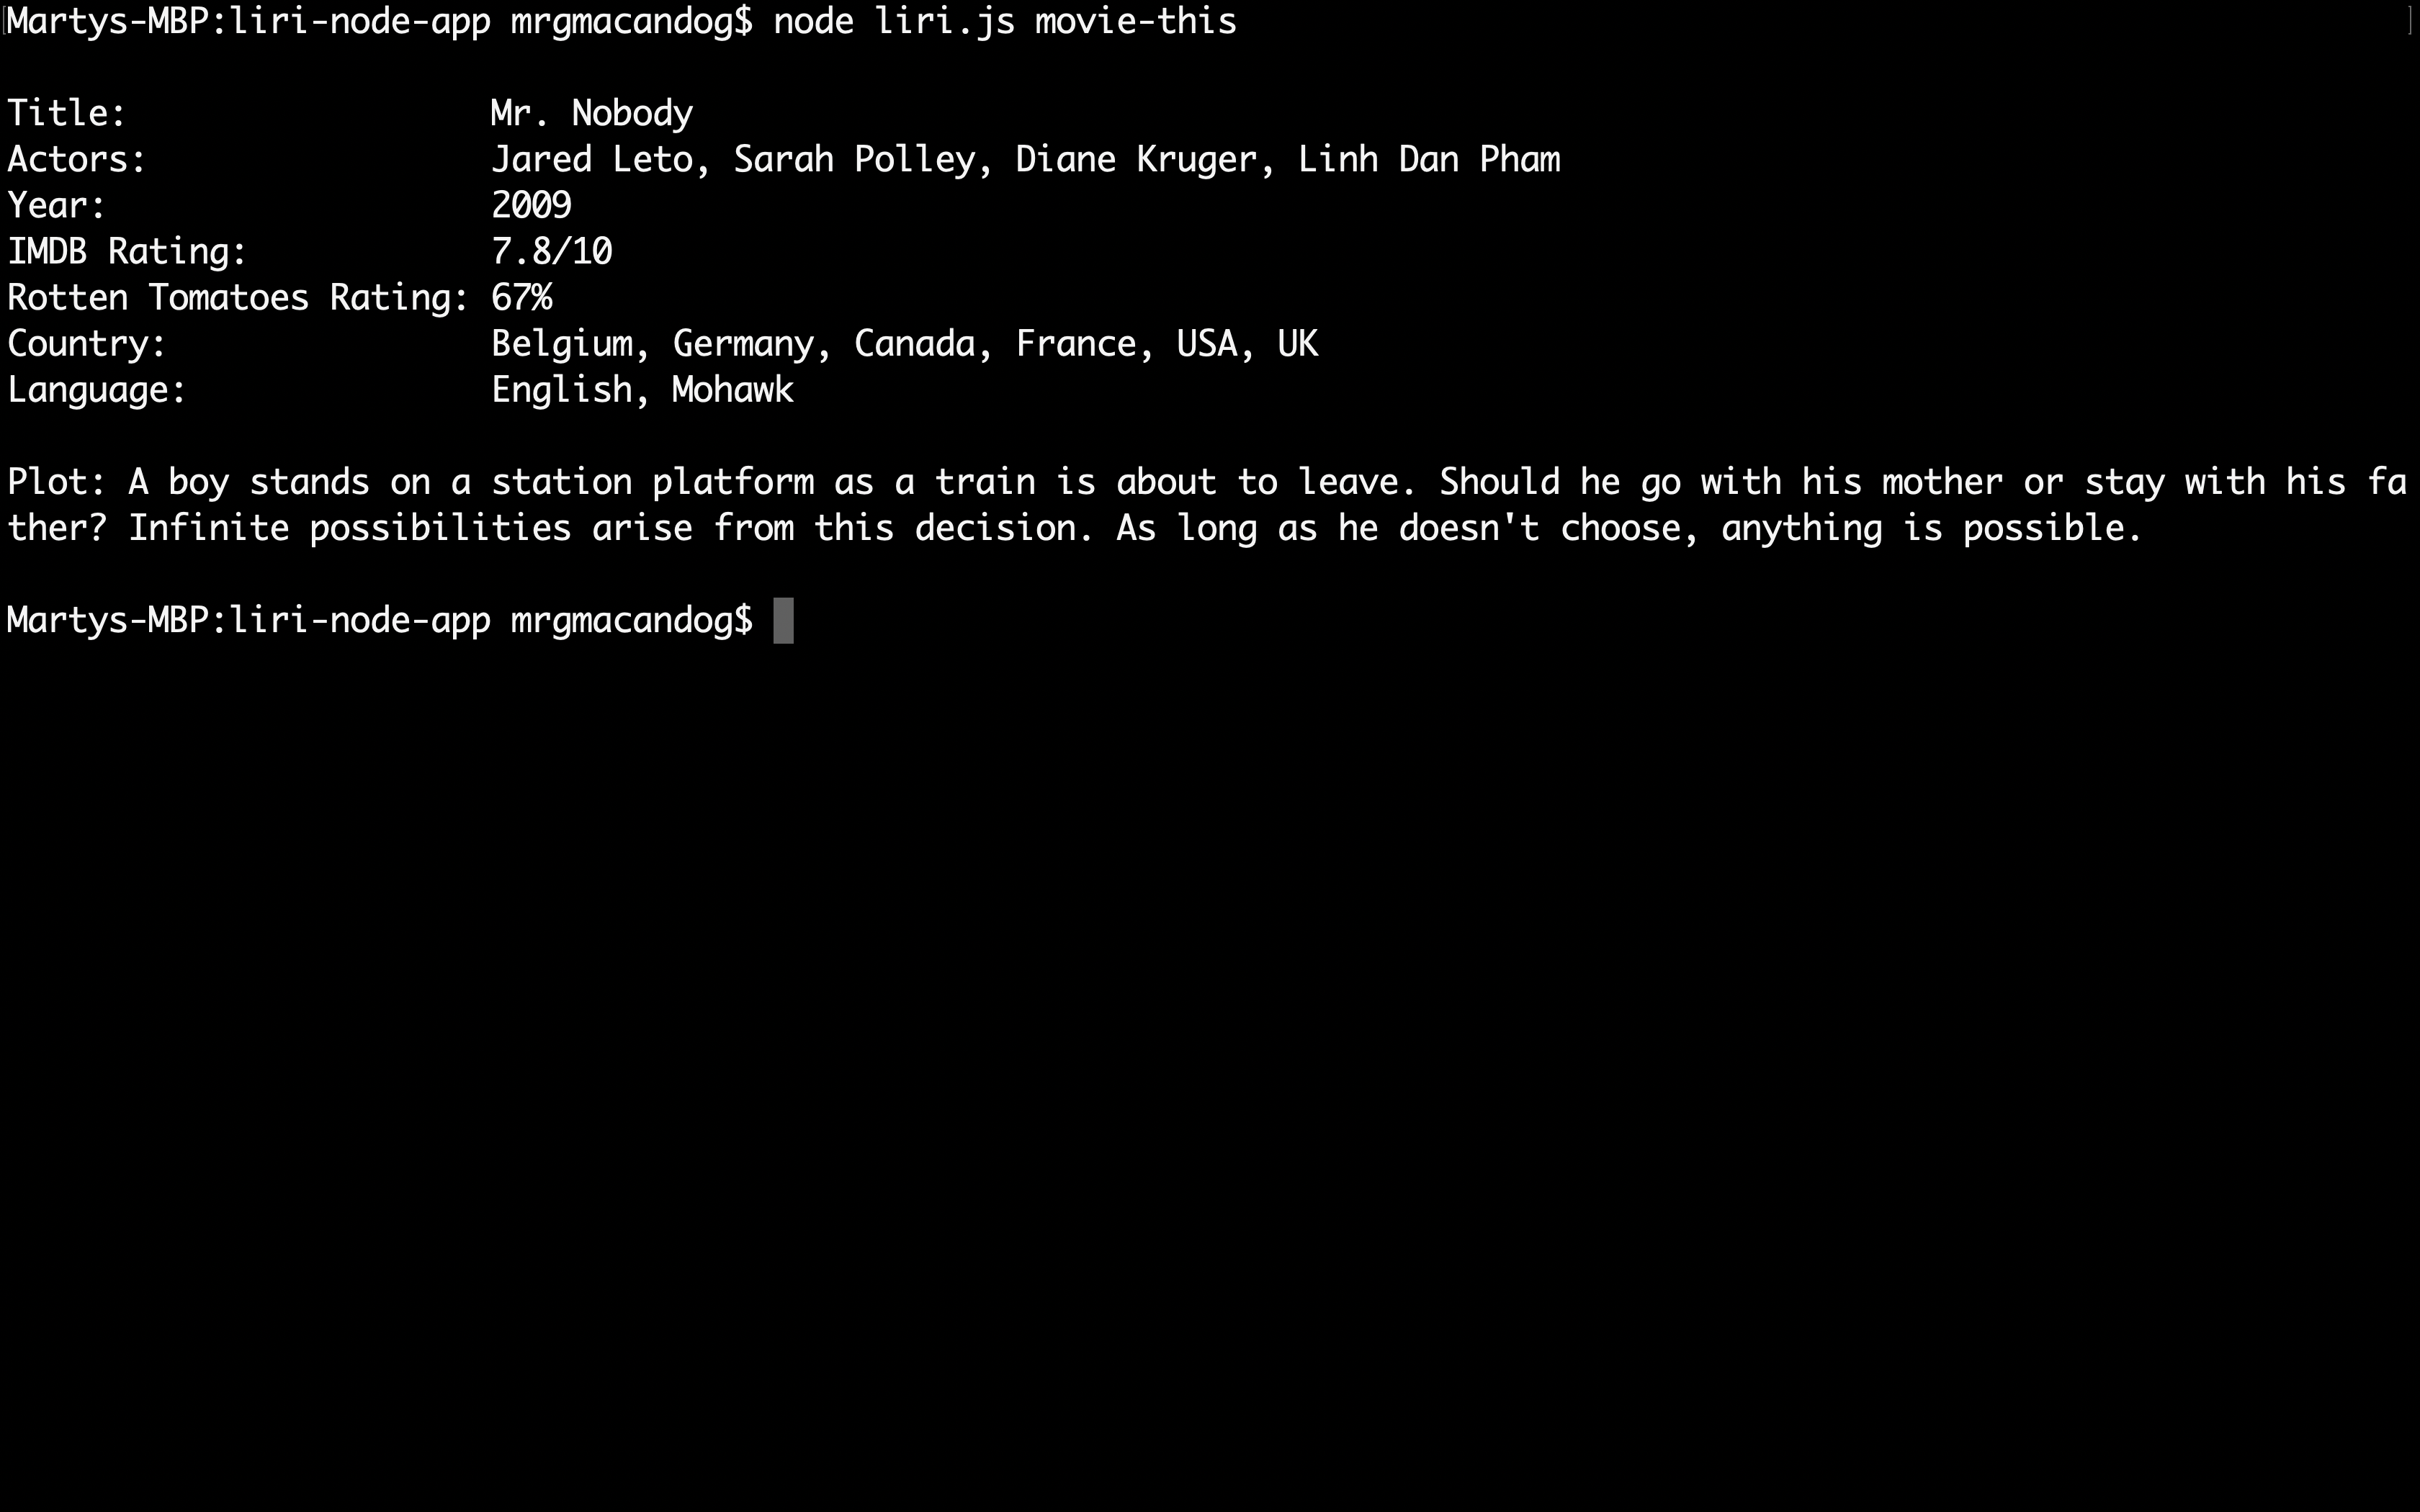 Martys-MBP:liri-node-app mrgmacandog$ node liri.js movie-this
Title: Mr. Nobody
Actors: Jared Leto, Sarah Polley, Diane Kruger, Linh Dan Pham
Year: 2009
IMDB Rating: 7.8/10
Rotten Tomatoes Rating: 67%
Country: Belgium, Germany, Canada, France, USA, UK
Language: English, Mohawk
Plot: A boy stands on a station platform as a train is about to leave. Should he go with his mother or stay with his fa
ther? Infinite possibilities arise from this decision. As long as he doesn't choose, anything is possible.
Martys-MBP:liri-node-app mrgmacandog$